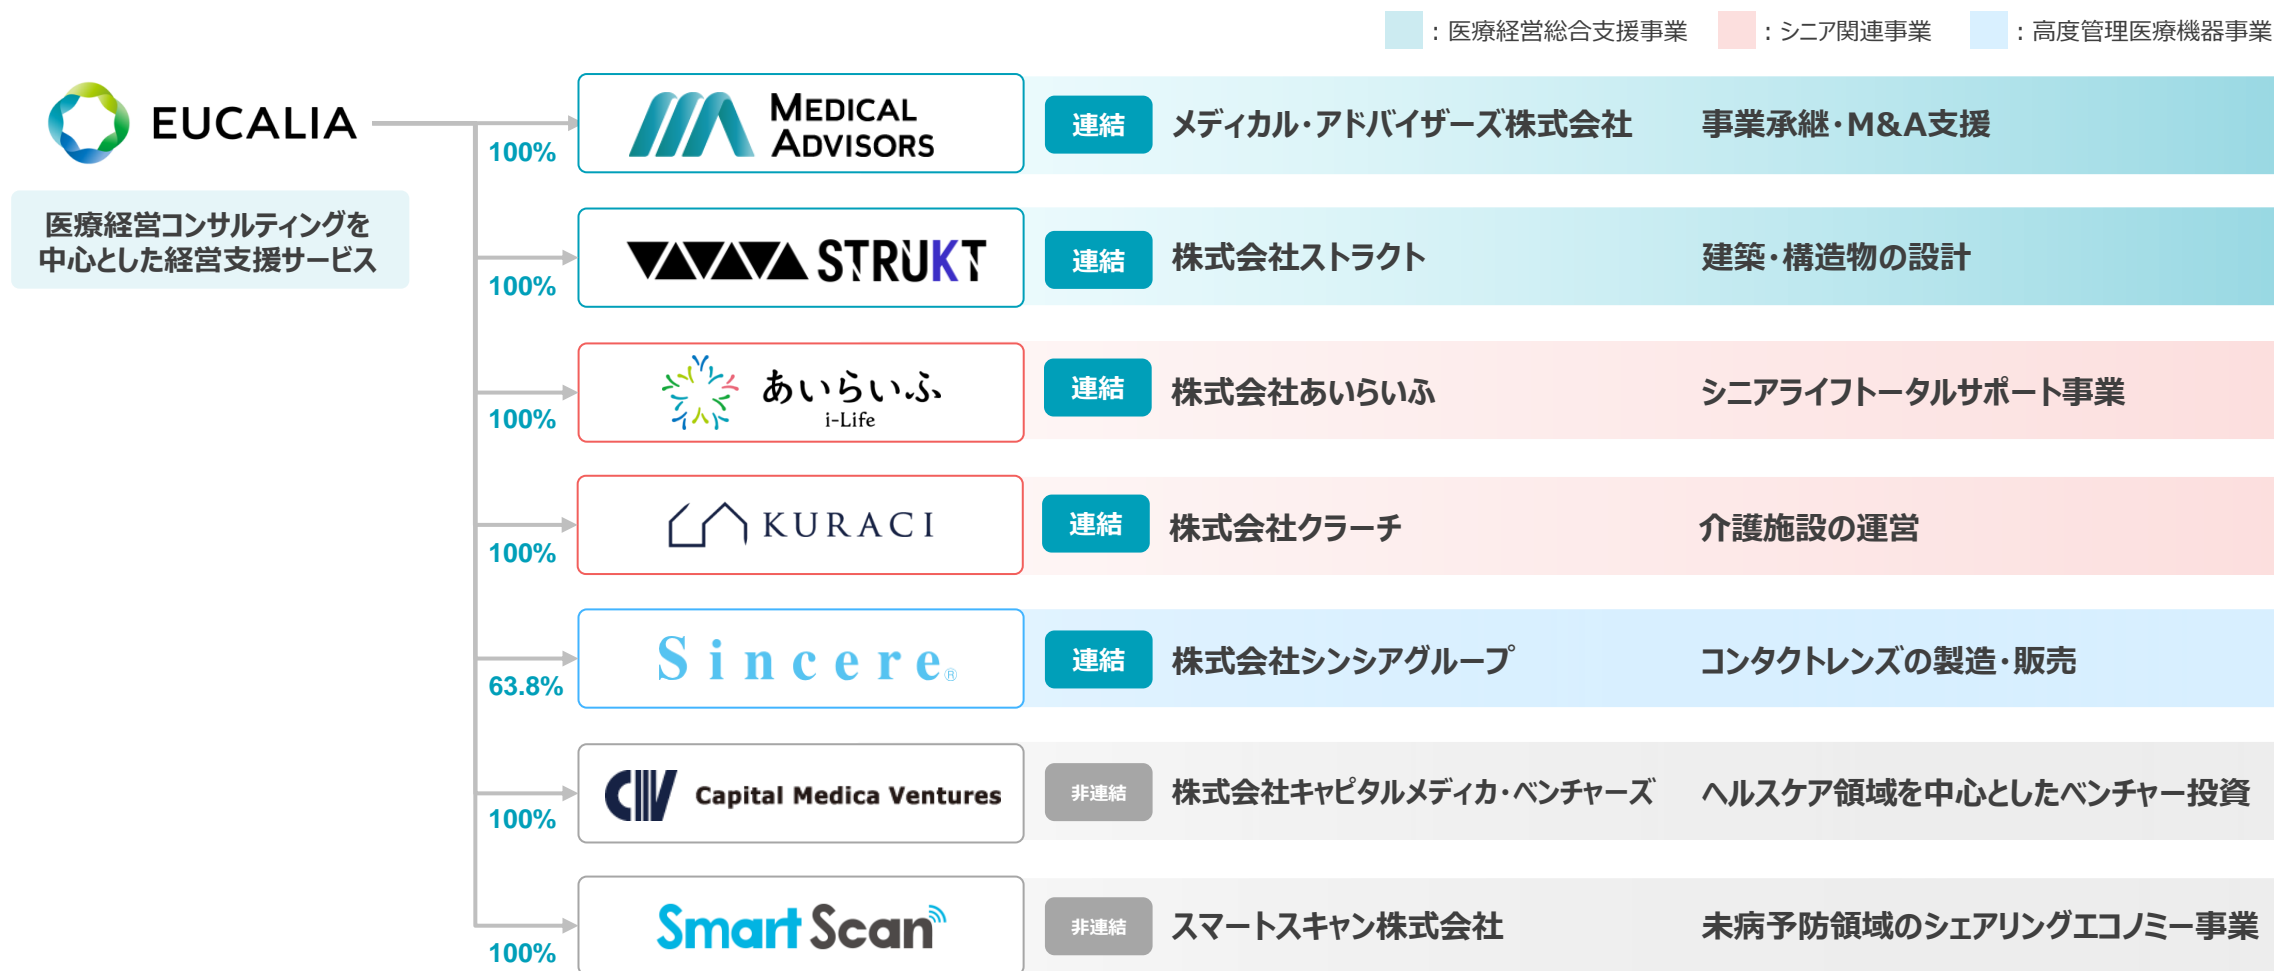 ：医療経営総合支援事業 ：シニア関連事業 ：高度管理医療機器事業
EUCALIA
医療経営コンサルティングを
中心とした経営支援サービス
100%
MEDICAL
ADVISORS
連結 メディカル・アドバイザーズ株式会社 事業承継・M&A支援
100%
STRUKT
連結 株式会社ストラクト 建築・構造物の設計
100%
あいらいふ
i-Life
連結 株式会社あいらいふ シニアライフトータルサポート事業
100%
KURACI
連結 株式会社クラーチ 介護施設の運営
63.8%
Sincere®
連結 株式会社シンシアグループ コンタクトレンズの製造・販売
100%
CMV Capital Medica Ventures
非連結 株式会社キャピタルメディカ・ベンチャーズ ヘルスケア領域を中心としたベンチャー投資
100%
Smart Scan
非連結 スマートスキャン株式会社 未病予防領域のシェアリングエコノミー事業